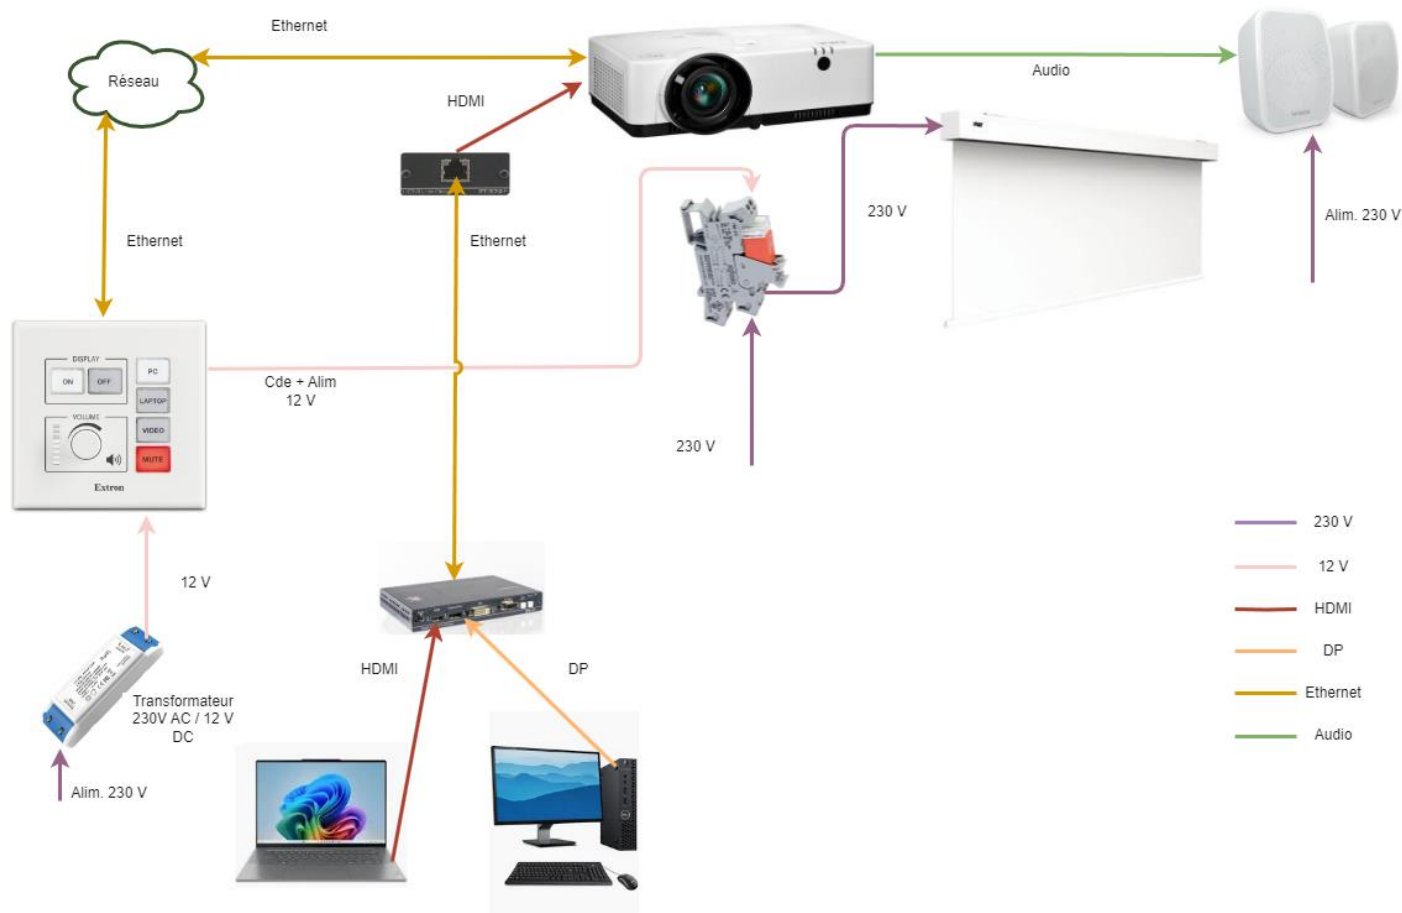 Ethernet
Réseau
Audio
HDMI
230 V
Alim. 230 V
Ethernet
Ethernet
DISPLAY
ON
OFF
PC
LAPTOP
VOLUME
VIDEO
MUTE
Extron
Cde + Alim
12 V
230 V
12 V
HDMI
DP
Transformateur
230V AC / 12 V
DC
Alim. 230 V
230 V
12 V
HDMI
DP
Ethernet
Audio